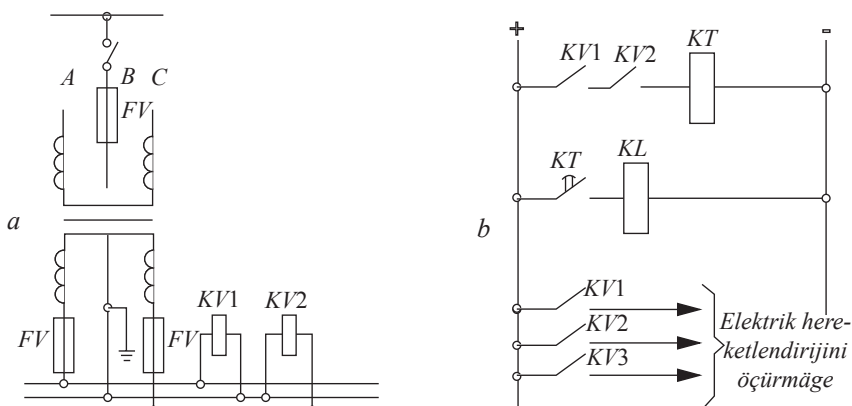 A B C
FV
a
FV FV KV1 KV2
+ -
KV1 KV2 KT
KT KL
b
KV1
KV2
KV3
Elektrik here-
ketlendirijini
öçürmäge